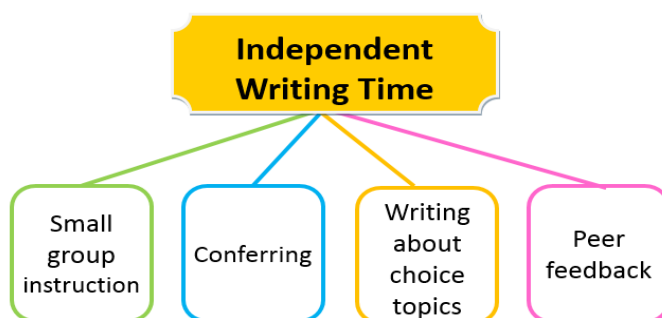 Independent
Writing Time
Small
group
instruction
Conferring
Writing
about
choice
topics
Peer
feedback